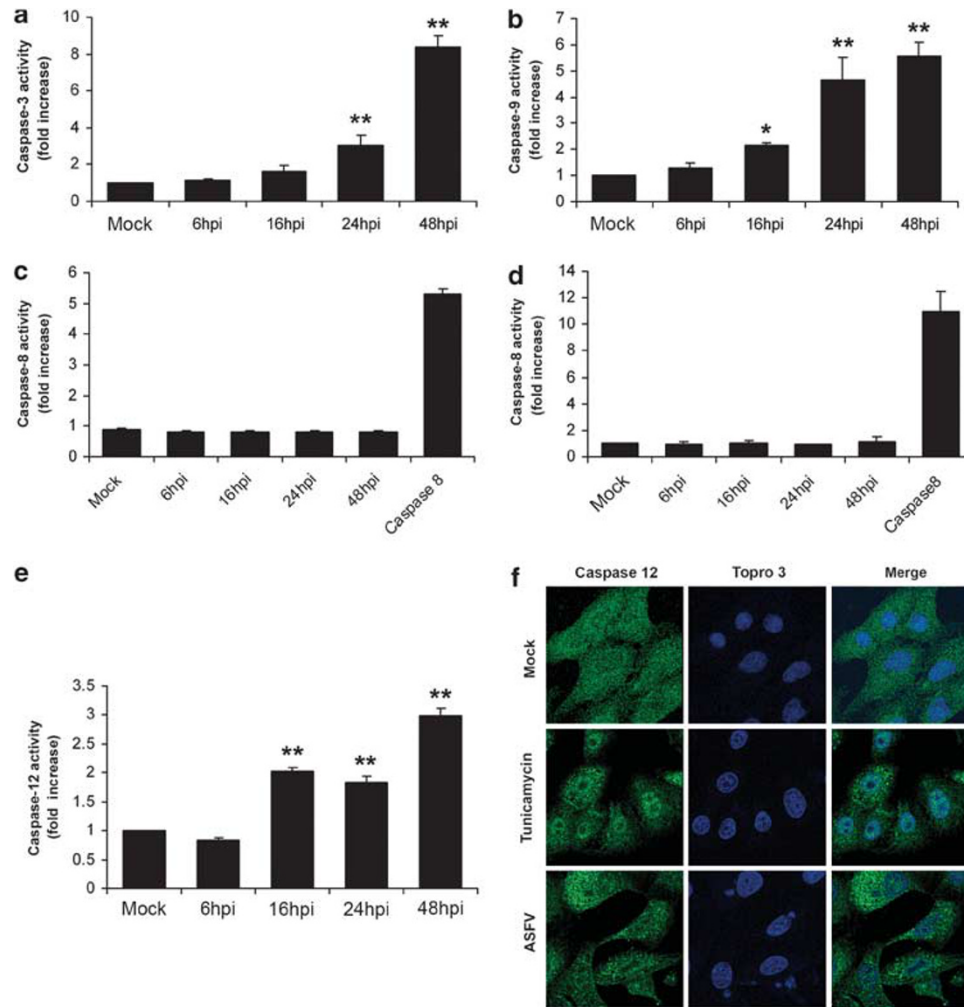 a
Caspase-3 activity
(fold increase)
10
8
6
4
2
0
**
**
Mock 6hpi 16hpi 24hpi 48hpi
b
Caspase-9 activity
(fold increase)
7
6
5
4
3
2
1
0
*
**
**
Mock 6hpi 16hpi 24hpi 48hpi
c
Caspase-8 activity
(fold increase)
6
5
4
3
2
1
0
Mock 6hpi 16hpi 24hpi 48hpi Caspase 8
d
Caspase-8 activity
(fold increase)
14
12
10
8
6
4
2
0
Mock 6hpi 16hpi 24hpi 48hpi Caspase8
e
Caspase-12 activity
(fold increase)
3.5
3
2.5
2
1.5
1
0.5
0
**
**
**
Mock 6hpi 16hpi 24hpi 48hpi
f
Caspase 12 Topro 3 Merge
Mock
Tunicamycin
ASFV